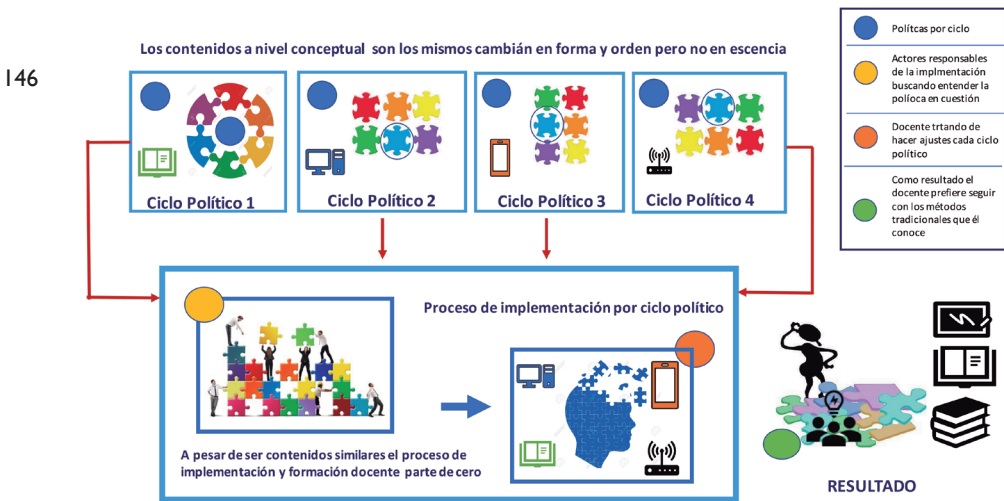 146
Los contenidos a nivel conceptual son los mismos cambián en forma y orden pero no en escencia
Ciclo Político 1
Ciclo Político 2
Ciclo Político 3
Ciclo Político 4
Polítcas por ciclo
Actores responsables
de la implmentación
buscando entender la
políoca en cuestión
Docente trtando de
hacer ajustes cada ciclo
político
Como resultado el
docente prefiere seguir
con los métodos
tradicionales que él
conoce
Proceso de implementación por ciclo político
A pesar de ser contenidos similares el proceso de
implementación y formación docente parte de cero
RESULTADO